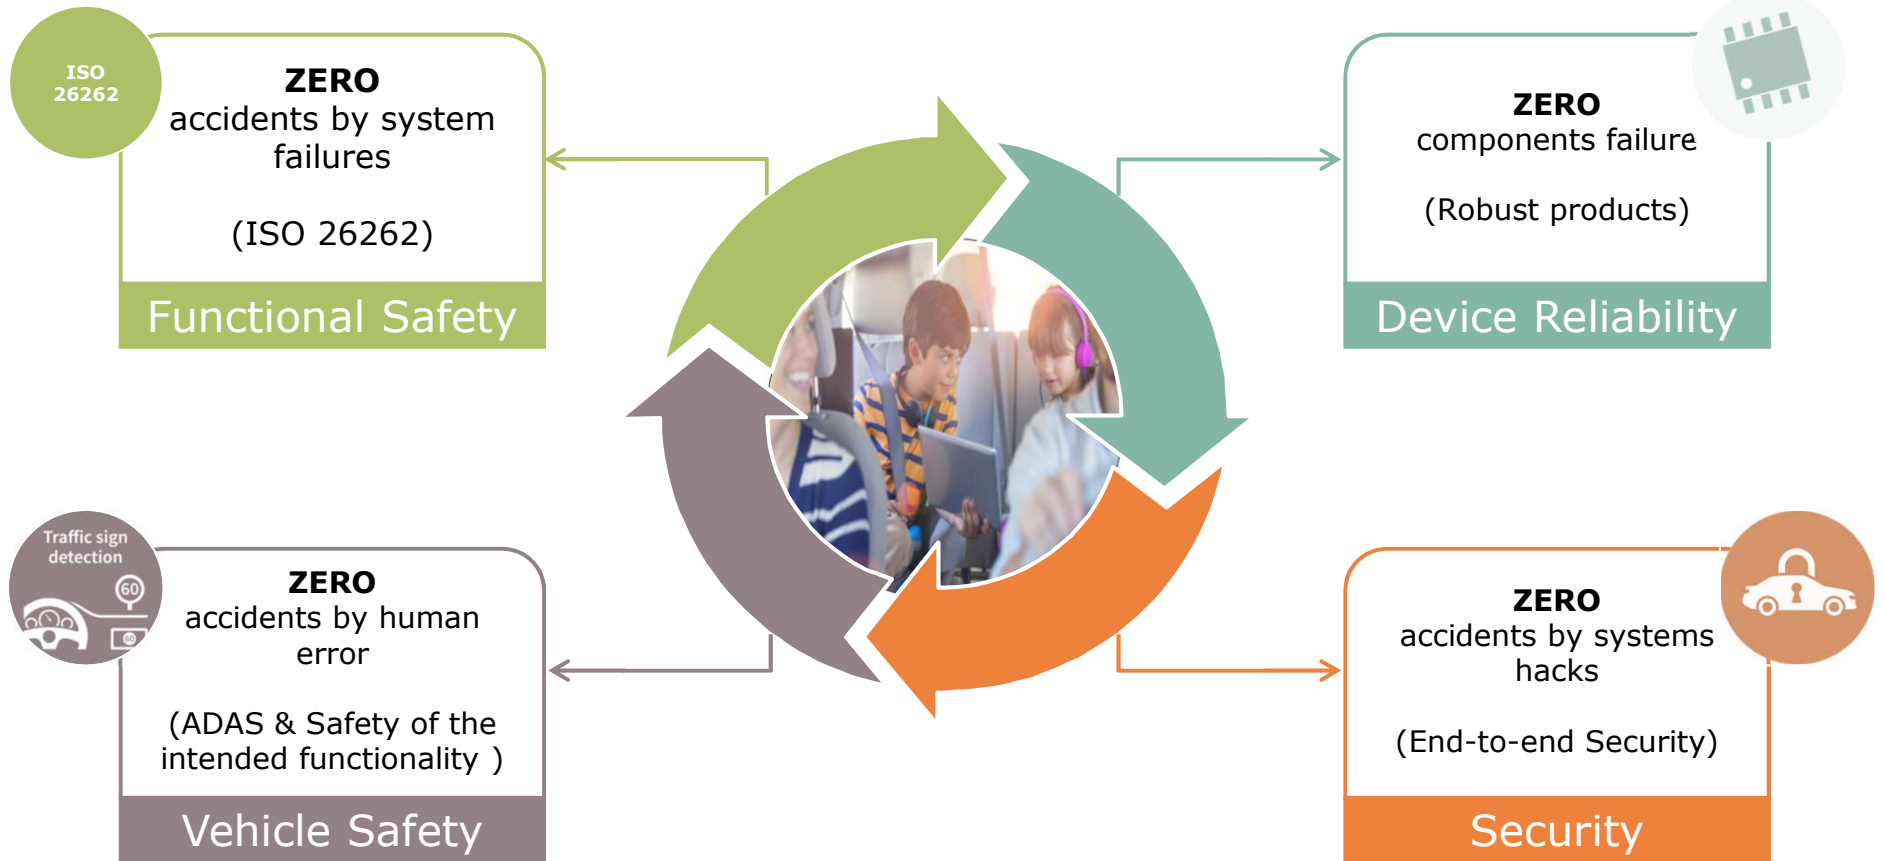 ISO
26262
ZERO
accidents by system
failures
(ISO 26262)
Functional Safety
ZERO
components failure
(Robust products)
Device Reliability
Traffic sign
detection
60
60
ZERO
accidents by human
error
(ADAS & Safety of the
intended functionality )
Vehicle Safety
ZERO
accidents by systems
hacks
(End-to-end Security)
Security